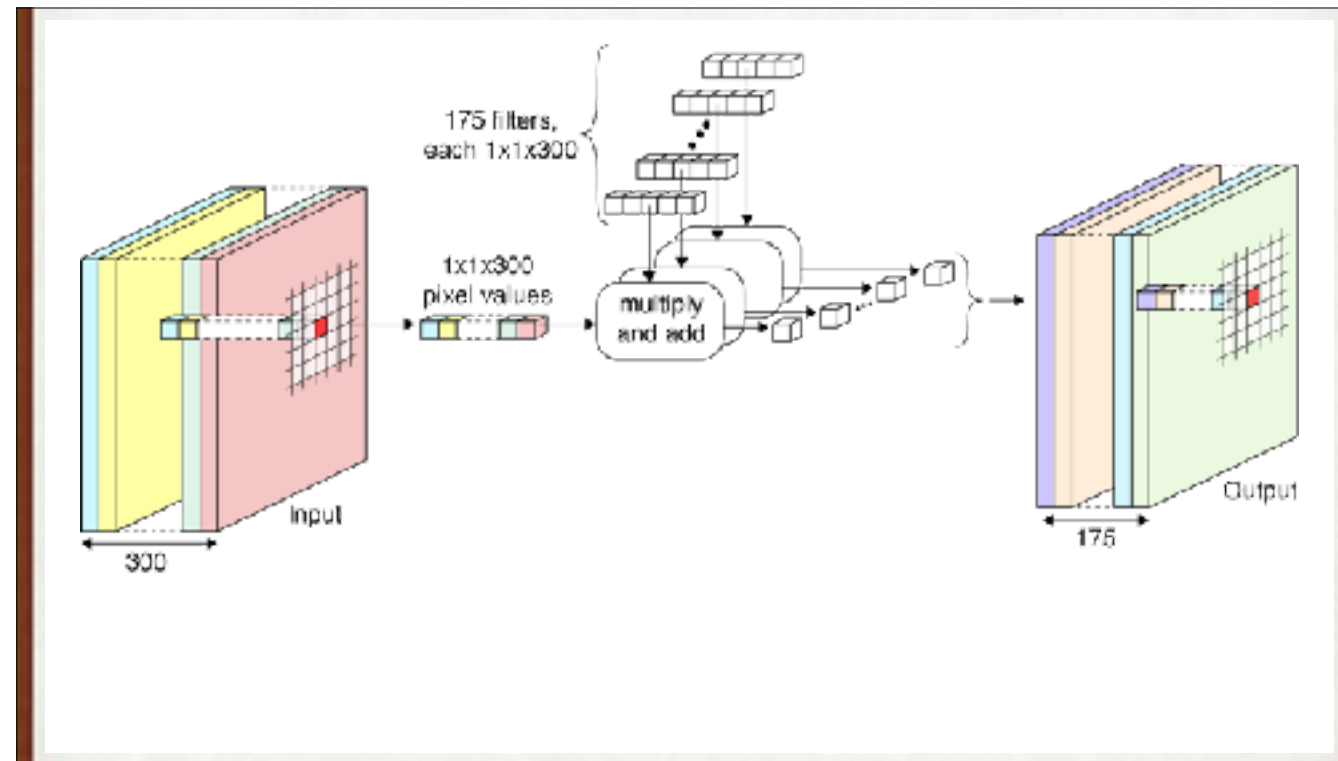 175 filters,
each 1x1x300
1x1x300
pixel values
multiply
and add
Input
300
Output
175